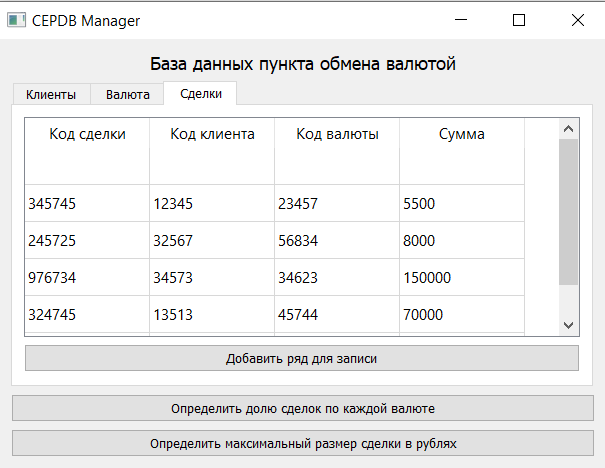 CEPDB Manager
База данных пункта обмена валютой
Клиенты Валюта Сделки
Код сделки Код клиента Код валюты Сумма
345745 12345 23457 5500
245725 32567 56834 8000
976734 34573 34623 150000
324745 13513 45744 70000
Добавить ряд для записи
Определить долю сделок по каждой валюте
Определить максимальный размер сделки в рублях